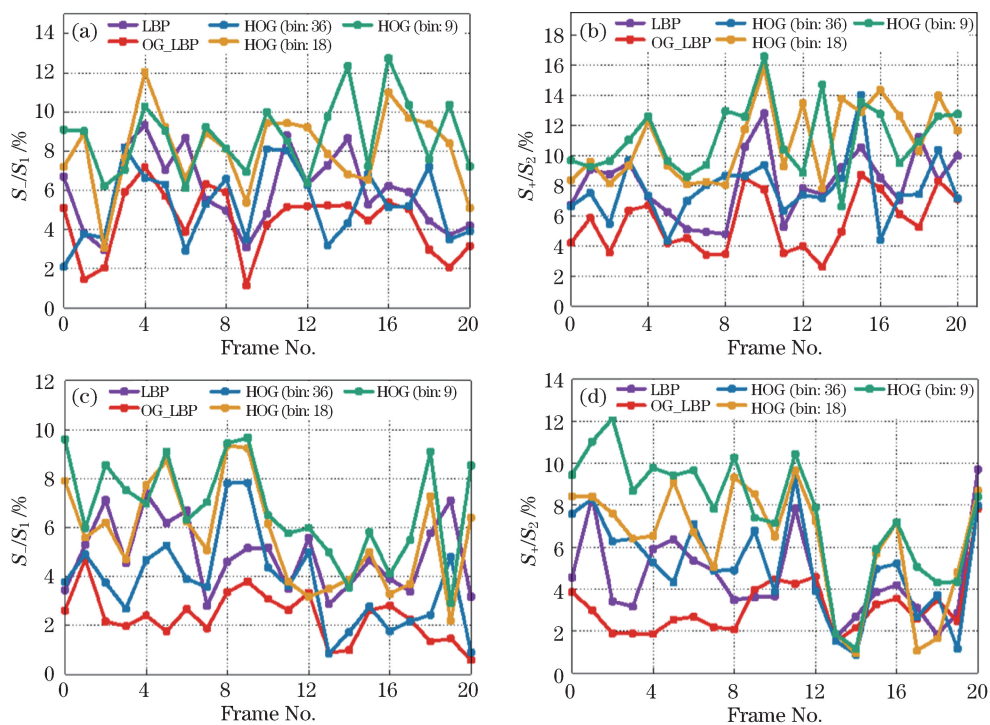 (a) LBP HOG (bin: 36) HOG (bin: 9)
OG_LBP HOG (bin: 18)
S₋/S₁ /%
14
12
10
8
6
4
2
0
0 4 8 12 16 20
Frame No.
(b) LBP HOG (bin: 36) HOG (bin: 9)
OG_LBP HOG (bin: 18)
S₊/S₂ /%
18
16
14
12
10
8
6
4
2
0
0 4 8 12 16 20
Frame No.
(c) LBP HOG (bin: 36) HOG (bin: 9)
OG_LBP HOG (bin: 18)
S₋/S₁ /%
12
10
8
6
4
2
0
0 4 8 12 16 20
Frame No.
(d) LBP HOG (bin: 36) HOG (bin: 9)
OG_LBP HOG (bin: 18)
S₊/S₂ /%
14
12
10
8
6
4
2
0
0 4 8 12 16 20
Frame No.